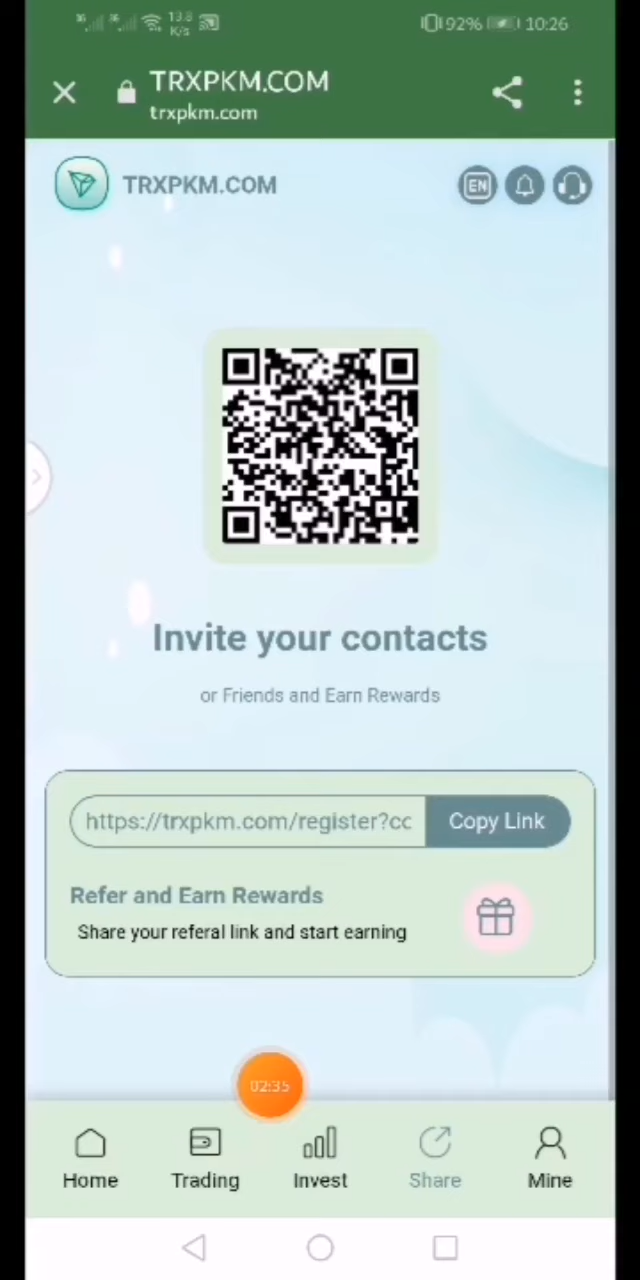 13.8
K/s
92% 10:26
TRXPKM.COM
trxpkm.com
TRXPKM.COM
EN
Invite your contacts
or Friends and Earn Rewards
https://trxpkm.com/register?cc
Copy Link
Refer and Earn Rewards
Share your referal link and start earning
02:35
Home Trading Invest Share Mine